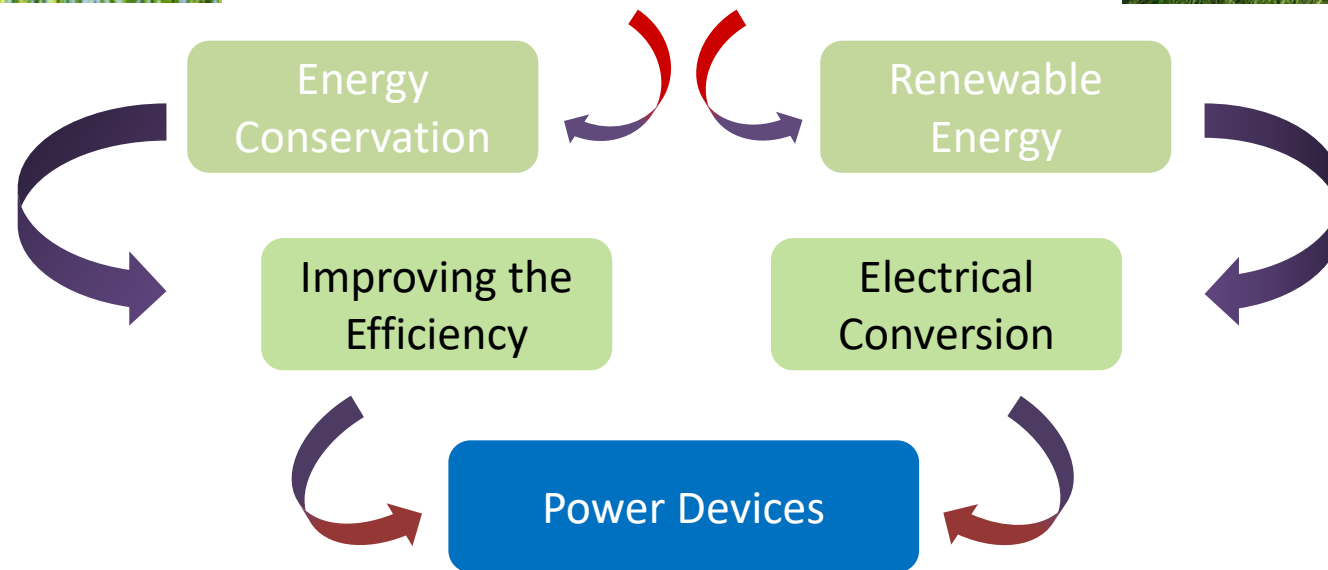 Energy
Conservation
Renewable
Energy
Improving the
Efficiency
Electrical
Conversion
Power Devices